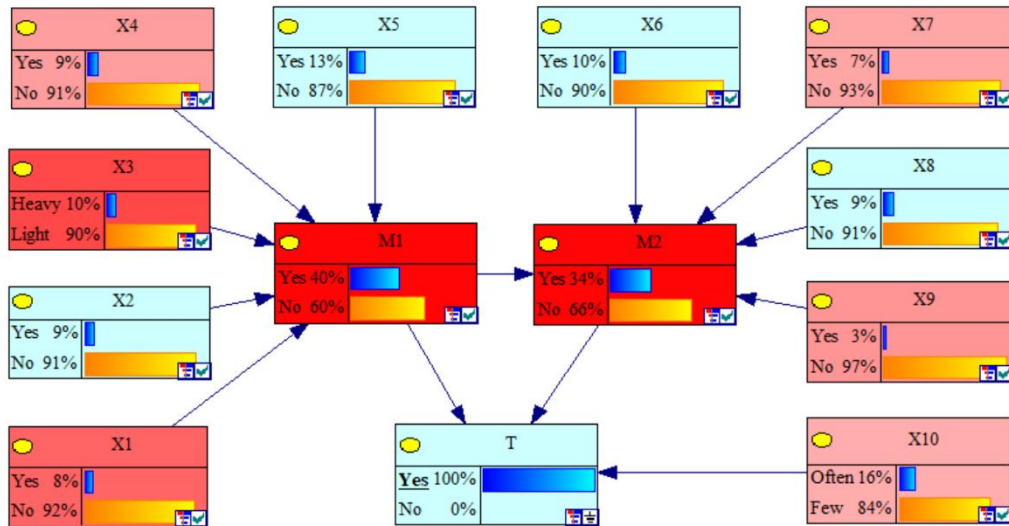 X4
Yes 9%
No 91%
X5
Yes 13%
No 87%
X6
Yes 10%
No 90%
X7
Yes 7%
No 93%
X3
Heavy 10%
Light 90%
X8
Yes 9%
No 91%
M1
Yes 40%
No 60%
M2
Yes 34%
No 66%
X2
Yes 9%
No 91%
X9
Yes 3%
No 97%
X1
Yes 8%
No 92%
T
Yes 100%
No 0%
X10
Often 16%
Few 84%